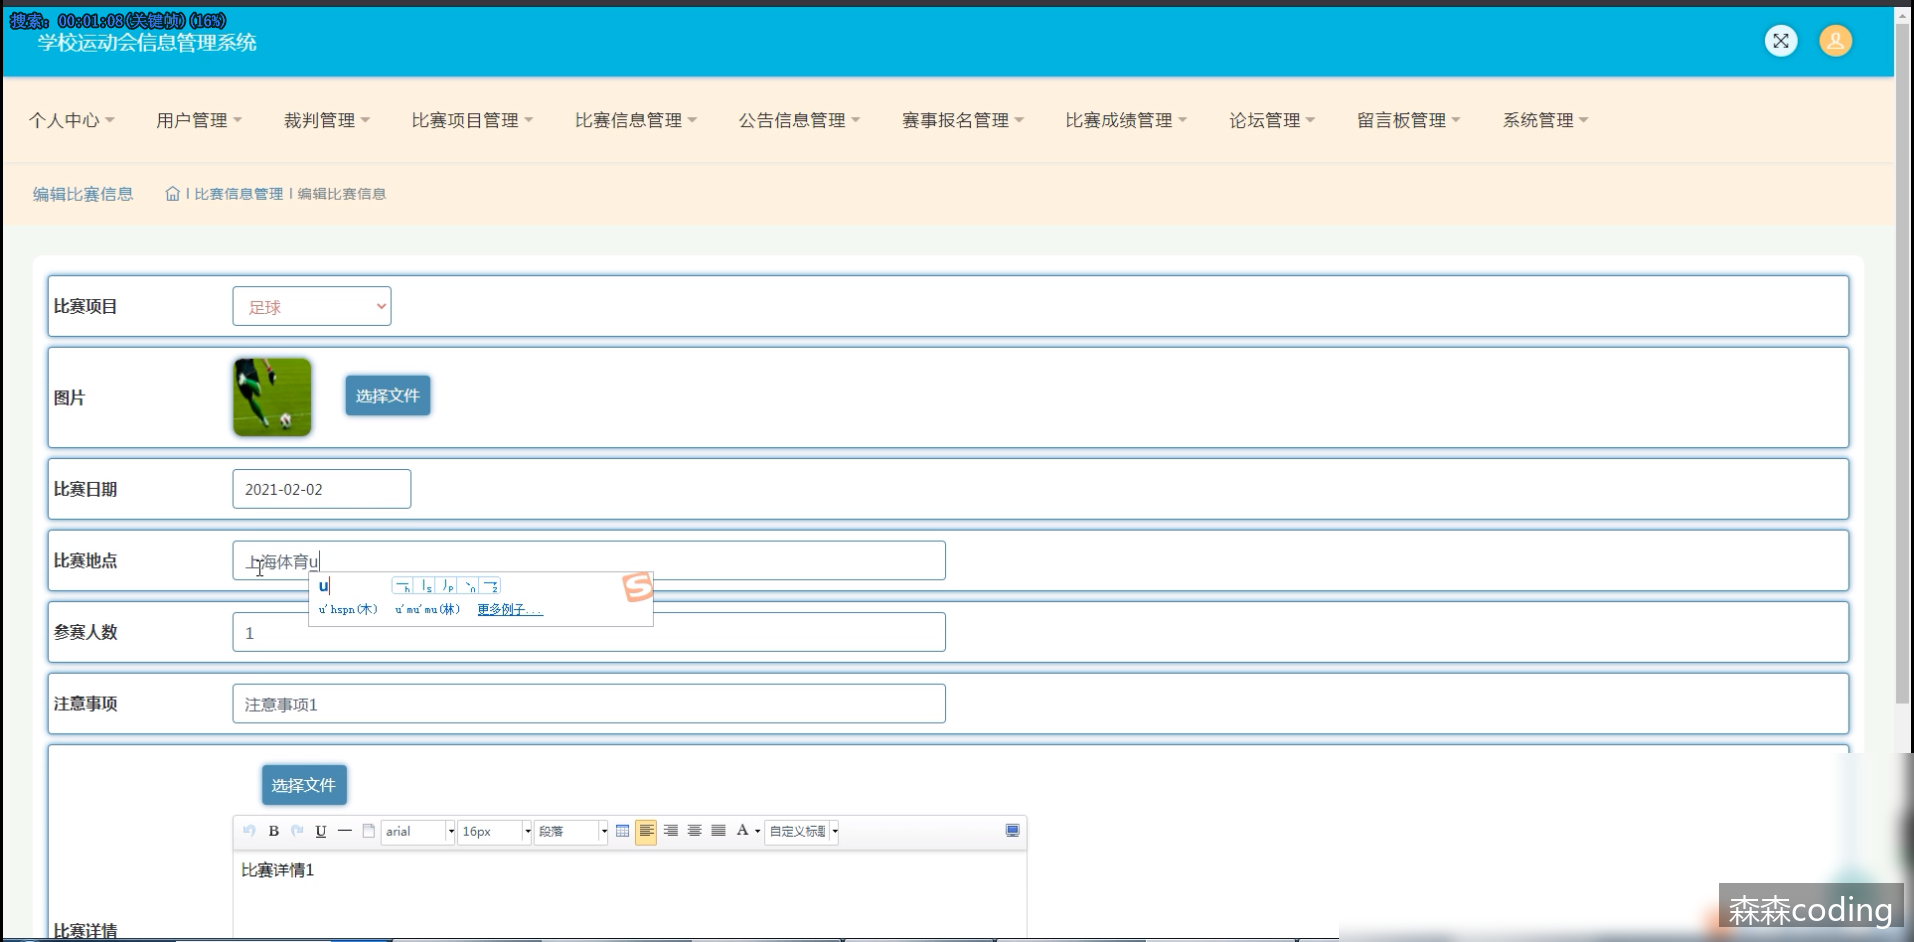 搜索: 00:01:08(关键帧)(16%)
学校运动会信息管理系统
个人中心 用户管理 裁判管理 比赛项目管理 比赛信息管理 公告信息管理 赛事报名管理 比赛成绩管理 论坛管理 留言板管理 系统管理
编辑比赛信息 比赛信息管理 编辑比赛信息
比赛项目 足球
图片 选择文件
比赛日期 2021-02-02
比赛地点 上海体育u
u
u'hspn(木) u'mu'mu(林) 更多例子...
参赛人数 1
注意事项 注意事项1
选择文件
B U arial 16px 段落 A 自定义标题
比赛详情1
比赛详情
森森coding